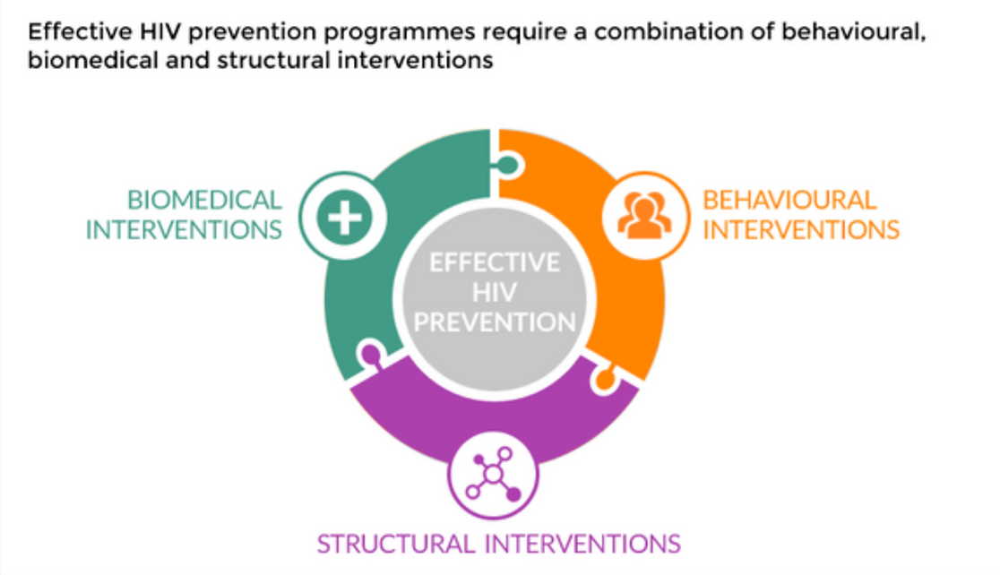 Effective HIV prevention programmes require a combination of behavioural,
biomedical and structural interventions
BIOMEDICAL
INTERVENTIONS
BEHAVIOURAL
INTERVENTIONS
EFFECTIVE
HIV
PREVENTION
STRUCTURAL INTERVENTIONS